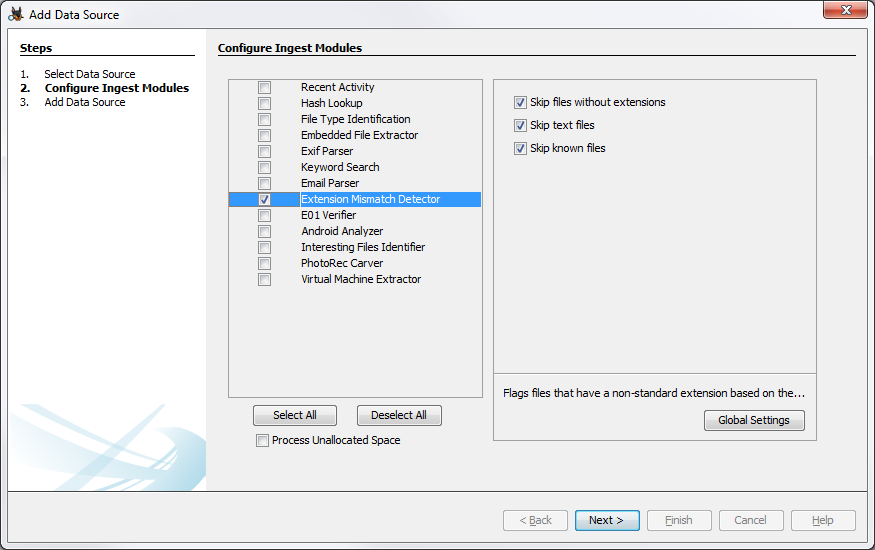 Add Data Source
Steps
1. Select Data Source
2. Configure Ingest Modules
3. Add Data Source
Configure Ingest Modules
Recent Activity
Hash Lookup
File Type Identification
Embedded File Extractor
Exif Parser
Keyword Search
Email Parser
Extension Mismatch Detector
E01 Verifier
Android Analyzer
Interesting Files Identifier
PhotoRec Carver
Virtual Machine Extractor
Select All
Deselect All
Process Unallocated Space
Skip files without extensions
Skip text files
Skip known files
Flags files that have a non-standard extension based on the...
Global Settings
< Back
Next >
Finish
Cancel
Help